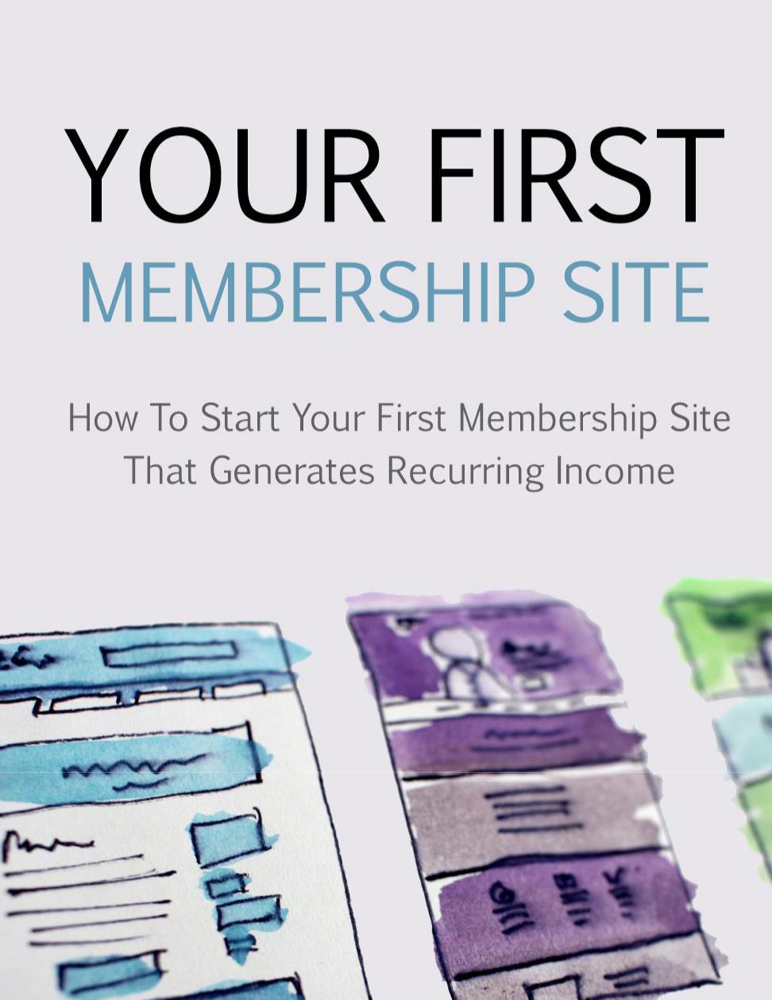 YOUR FIRST
MEMBERSHIP SITE
How To Start Your First Membership Site
That Generates Recurring Income